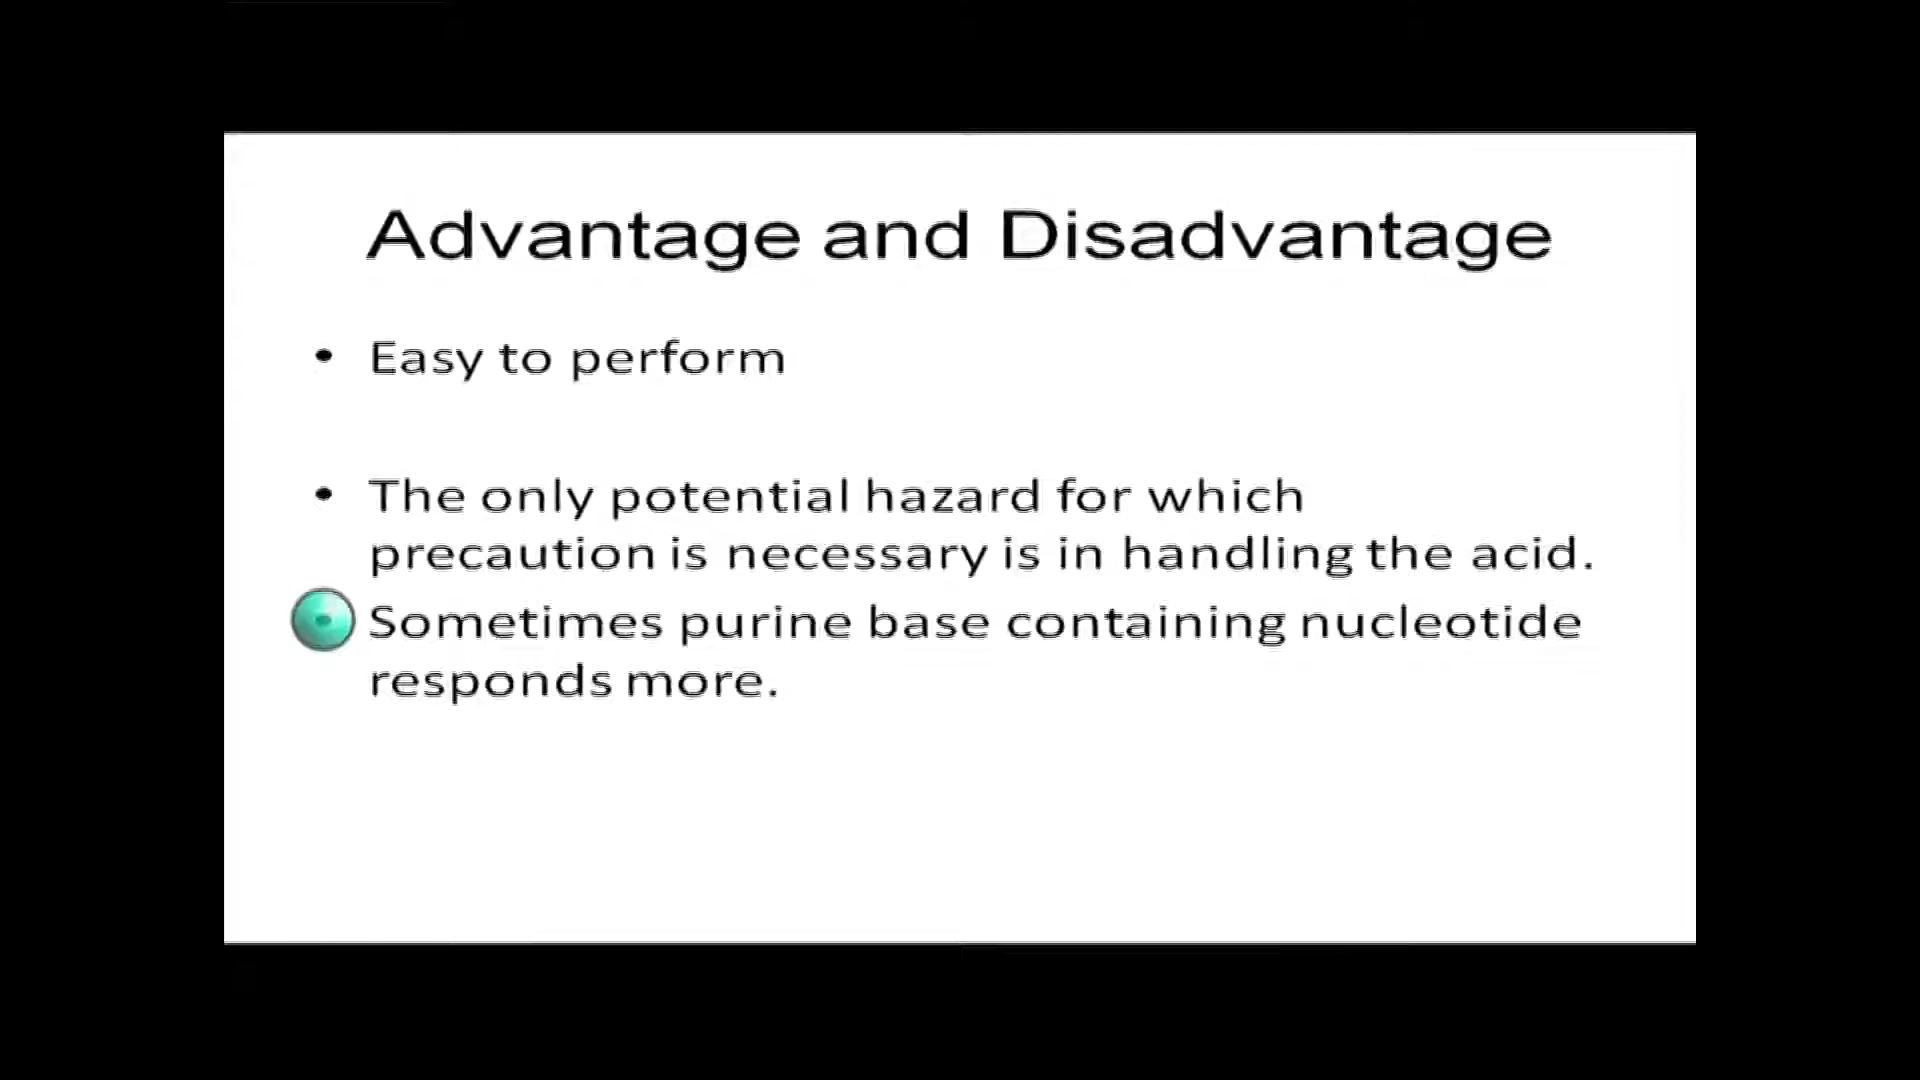 Advantage and Disadvantage
• Easy to perform
• The only potential hazard for which
precaution is necessary is in handling the acid.
• Sometimes purine base containing nucleotide
responds more.